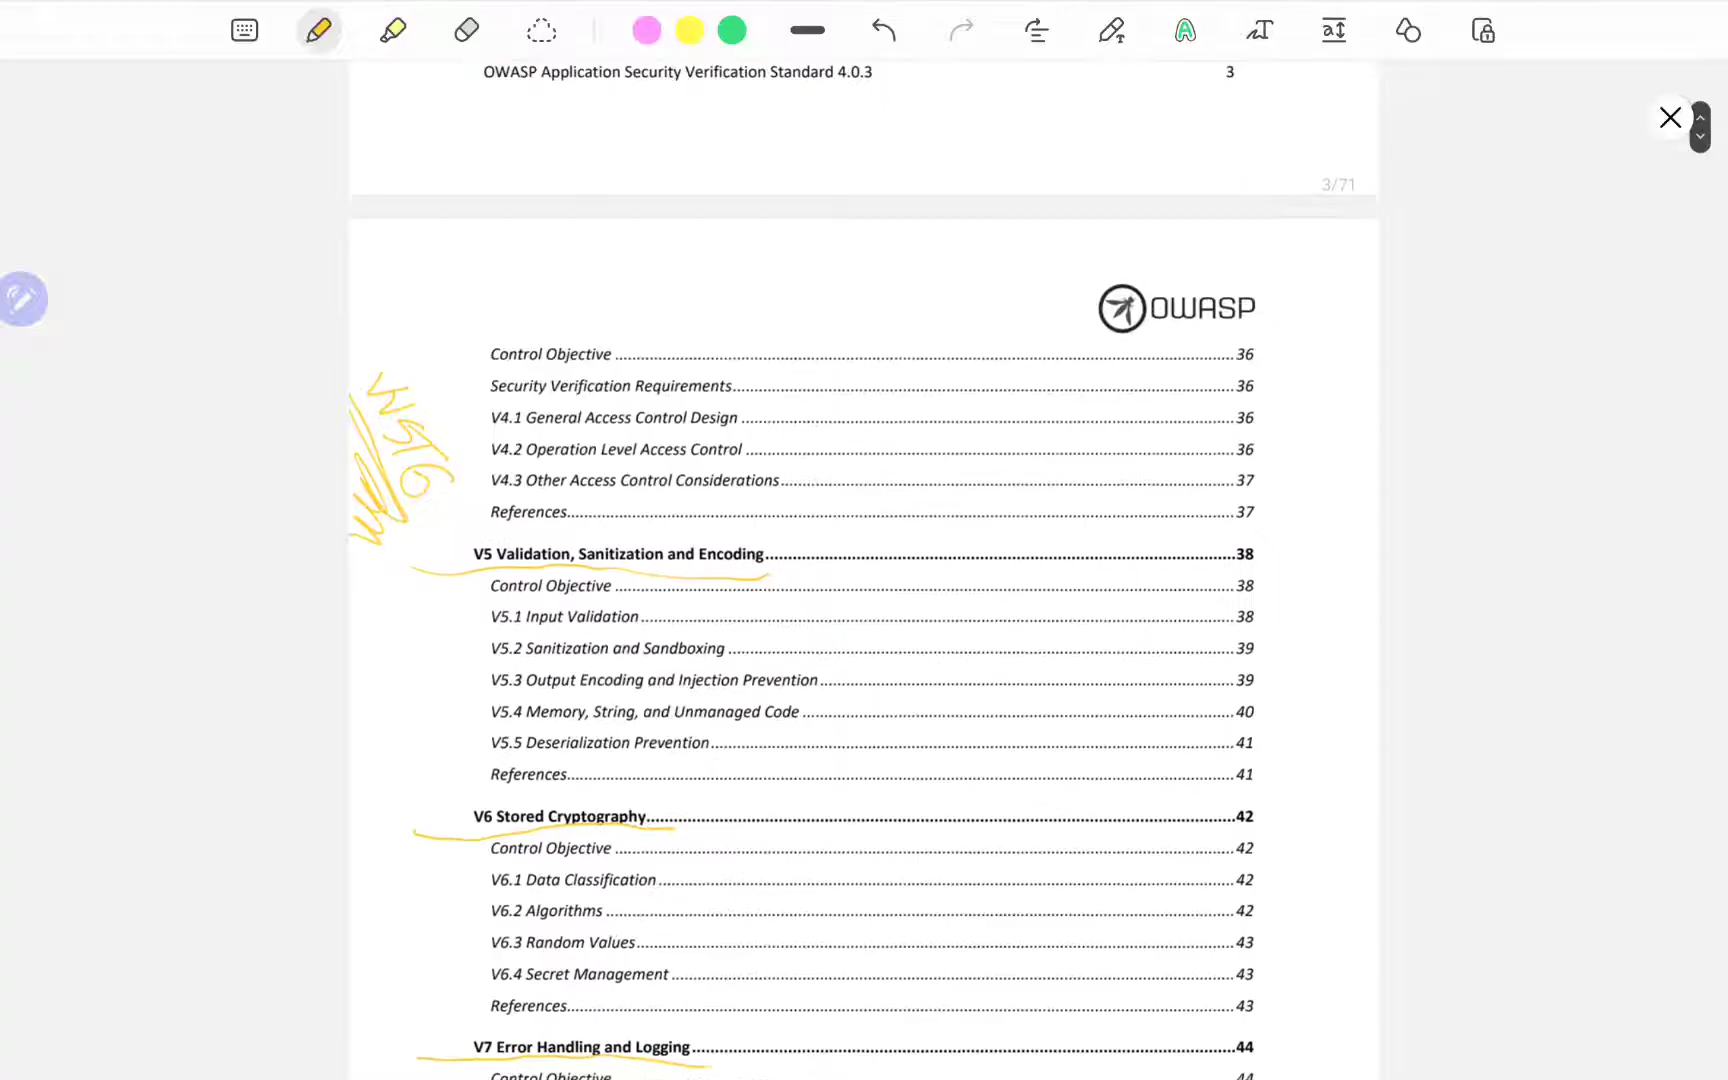 OWASP Application Security Verification Standard 4.0.3 3
3/71
OWASP
Control Objective ........ 36
Security Verification Requirements ........ 36
V4.1 General Access Control Design ........ 36
V4.2 Operation Level Access Control ........ 36
V4.3 Other Access Control Considerations ........ 37
References ........ 37
WSTG
V5 Validation, Sanitization and Encoding ........ 38
Control Objective ........ 38
V5.1 Input Validation ........ 38
V5.2 Sanitization and Sandboxing ........ 39
V5.3 Output Encoding and Injection Prevention ........ 39
V5.4 Memory, String, and Unmanaged Code ........ 40
V5.5 Deserialization Prevention ........ 41
References ........ 41
V6 Stored Cryptography ........ 42
Control Objective ........ 42
V6.1 Data Classification ........ 42
V6.2 Algorithms ........ 42
V6.3 Random Values ........ 43
V6.4 Secret Management ........ 43
References ........ 43
V7 Error Handling and Logging ........ 44
Control Objective ........ 44